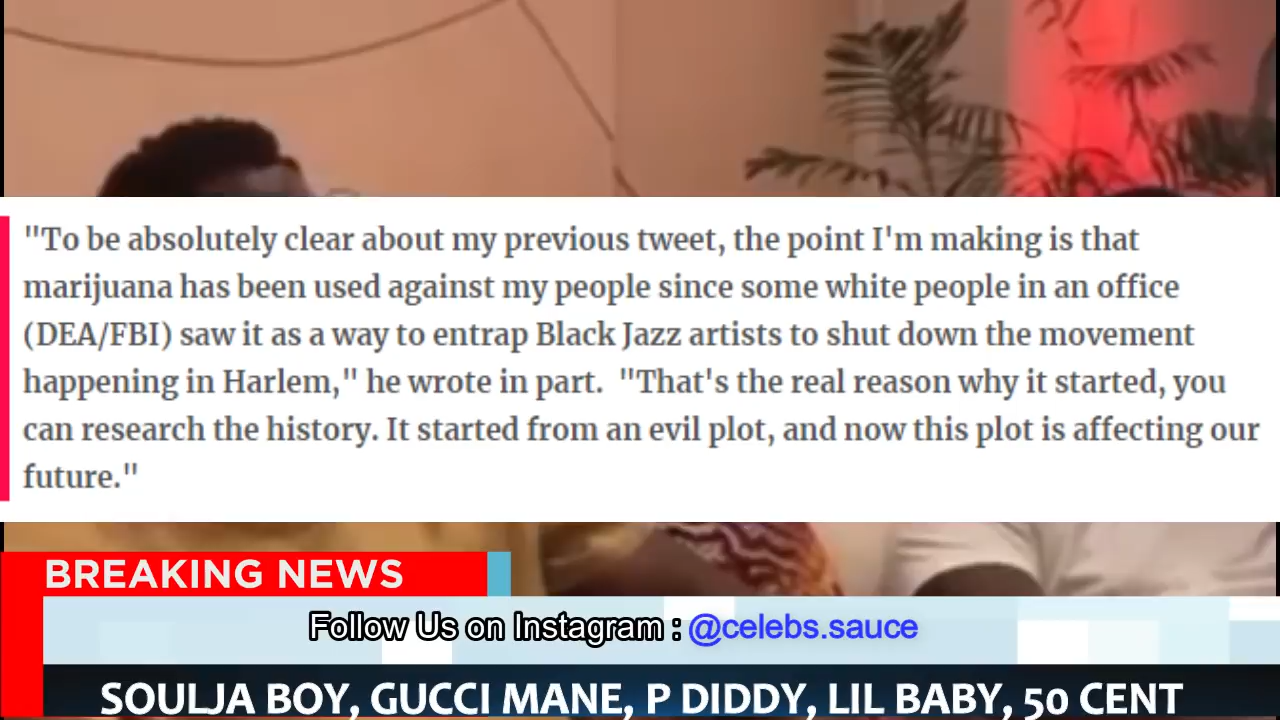 "To be absolutely clear about my previous tweet, the point I'm making is that
marijuana has been used against my people since some white people in an office
(DEA/FBI) saw it as a way to entrap Black Jazz artists to shut down the movement
happening in Harlem," he wrote in part.  "That's the real reason why it started, you
can research the history. It started from an evil plot, and now this plot is affecting our
future."
BREAKING NEWS
Follow Us on Instagram : @celebs.sauce
SOULJA BOY, GUCCI MANE, P DIDDY, LIL BABY, 50 CENT